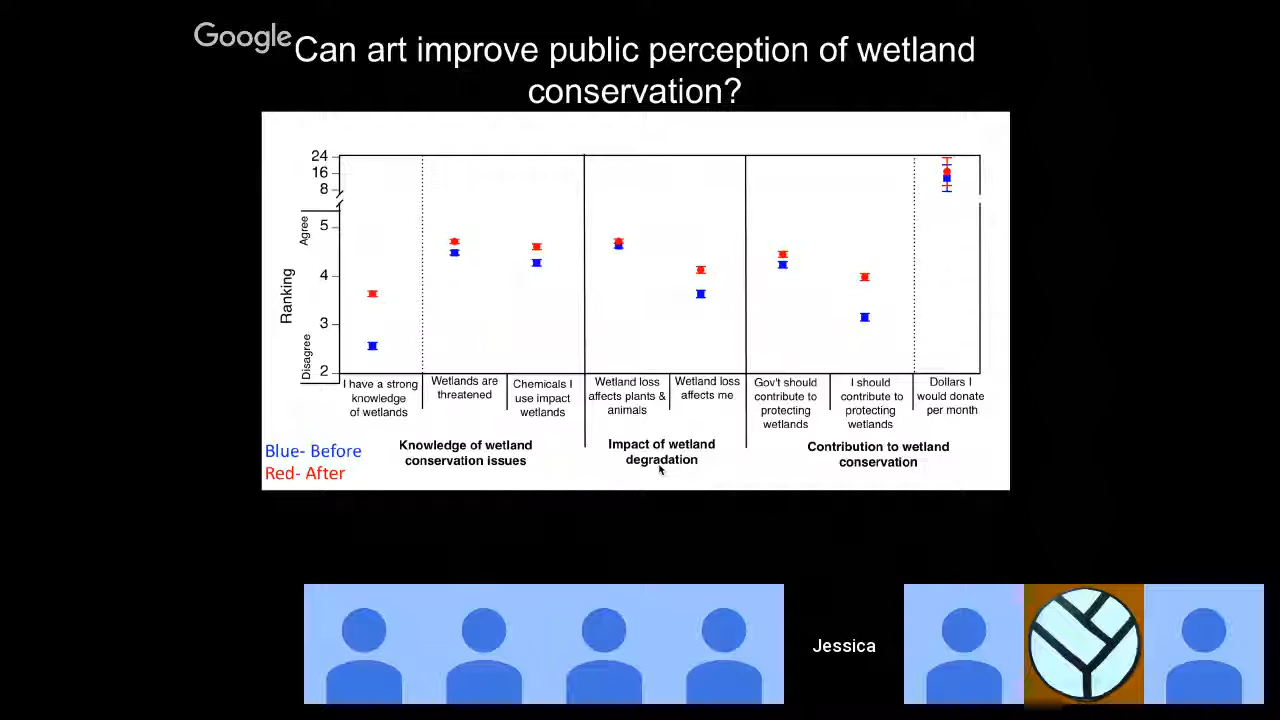 Google
Can art improve public perception of wetland
conservation?
24
16
8
5
4
3
2
Agree
Ranking
Disagree
I have a strong
knowledge
of wetlands
Wetlands are
threatened
Chemicals I
use impact
wetlands
Wetland loss
affects plants &
animals
Wetland loss
affects me
Gov't should
contribute to
protecting
wetlands
I should
contribute to
protecting
wetlands
Dollars I
would donate
per month
Blue- Before
Red- After
Knowledge of wetland
conservation issues
Impact of wetland
degradation
Contribution to wetland
conservation
Jessica